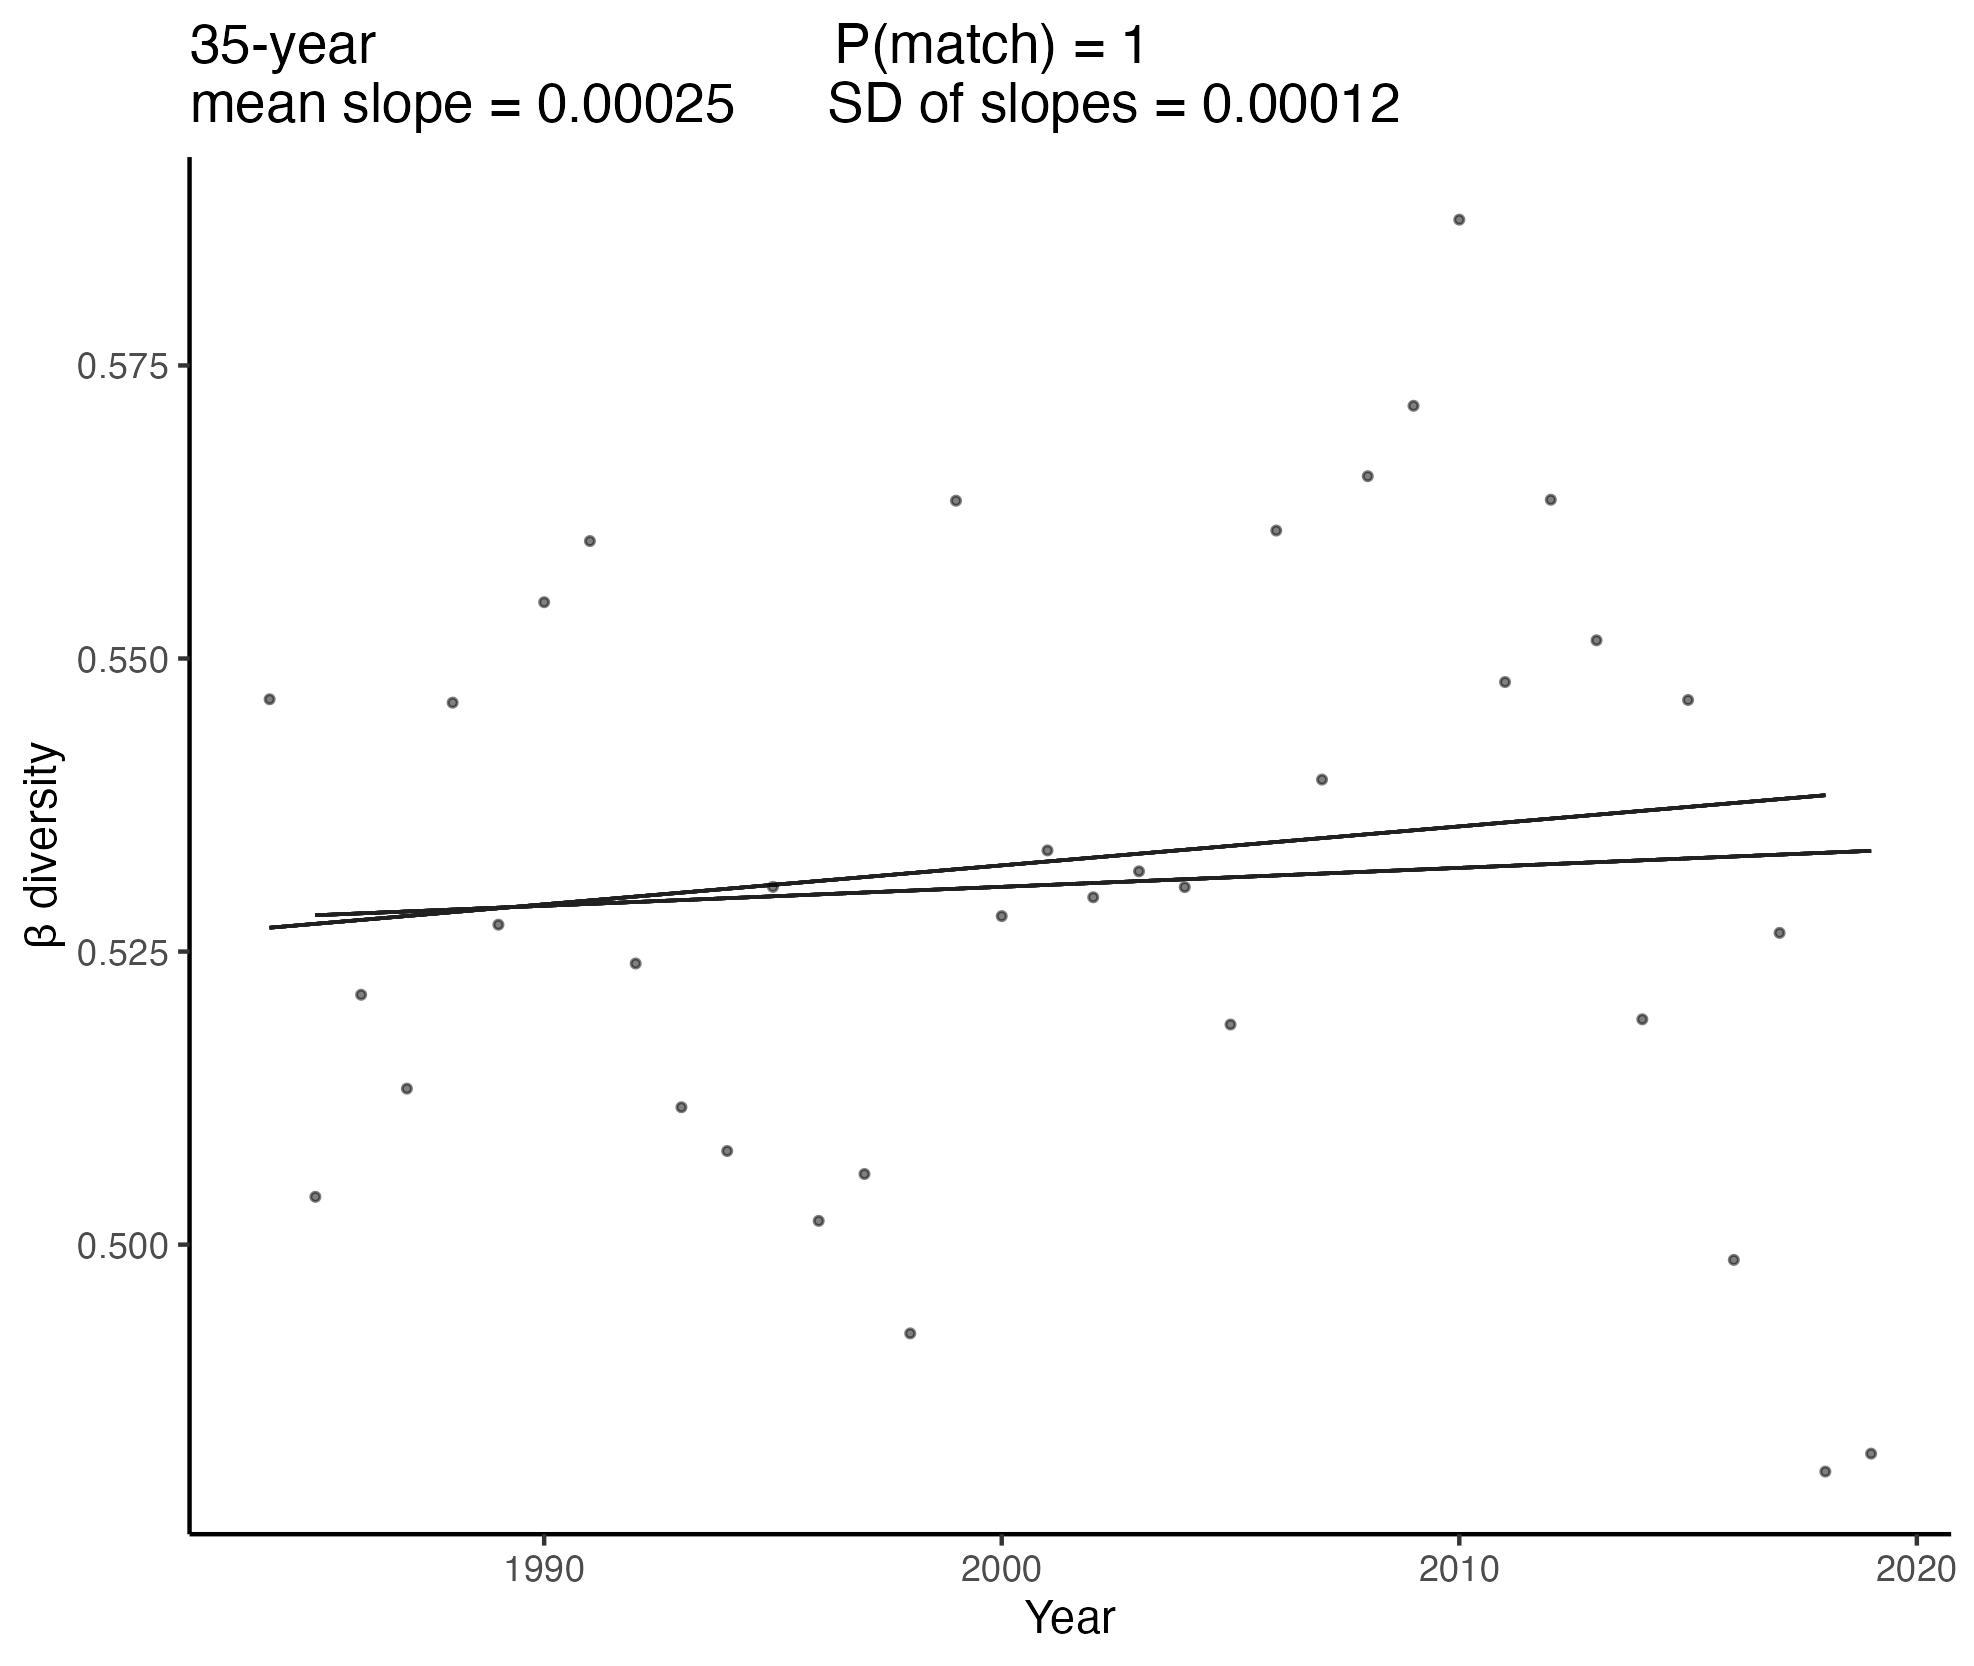 35-year P(match) = 1
mean slope = 0.00025 SD of slopes = 0.00012
0.575
0.550
0.525
0.500
β diversity
1990 2000 2010 2020
Year